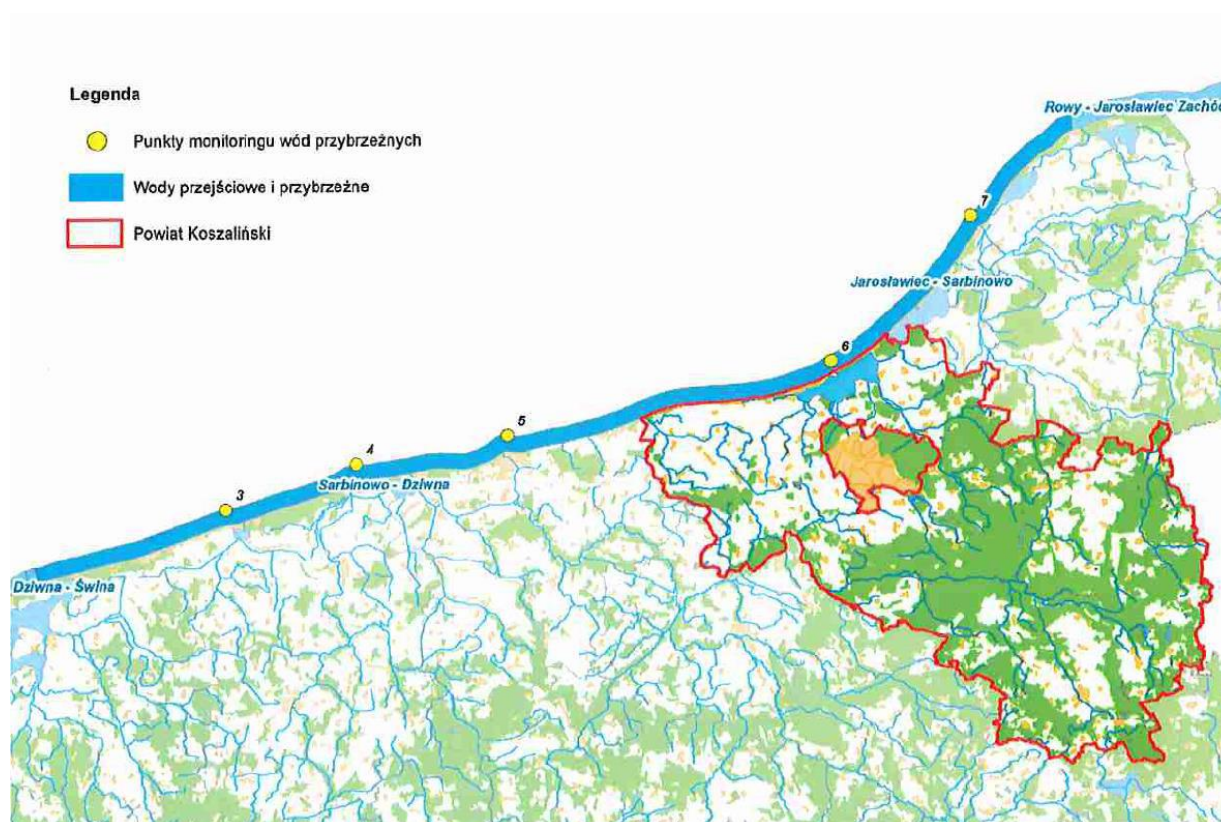 Legenda
Punkty monitoringu wód przybrzeżnych
Wody przejściowe i przybrzeżne
Powiat Koszaliński
Rowy - Jarosławiec Zachód
7
Jarosławiec - Sarbinowo
6
5
4
Sarbinowo - Dziwna
3
Dziwna - Świna